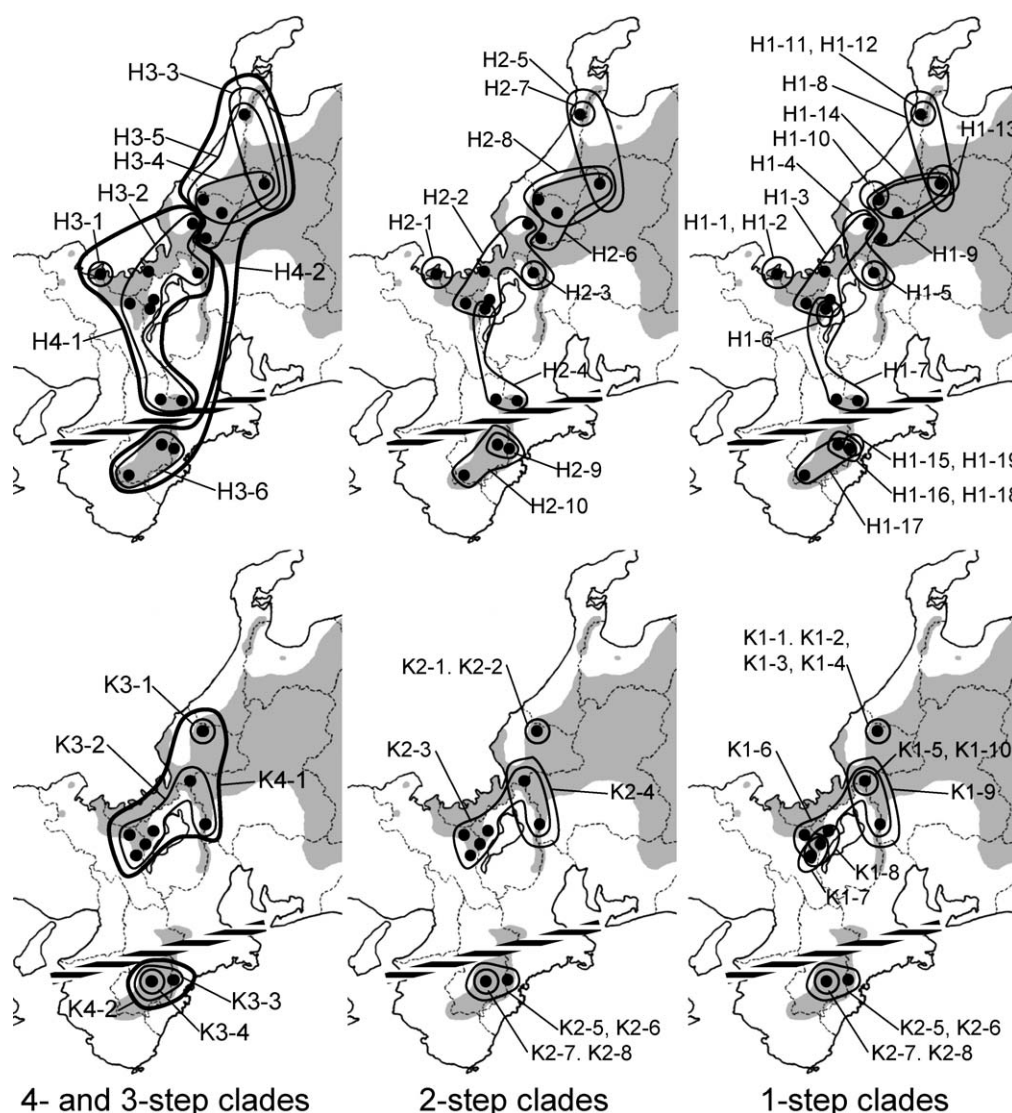 H3-3
H3-5
H3-4
H3-2
H3-1
H4-2
H4-1
H3-6
H2-5
H2-7
H2-8
H2-2
H2-1
H2-6
H2-3
H2-4
H2-9
H2-10
H1-11, H1-12
H1-8
H1-14
H1-13
H1-10
H1-4
H1-3
H1-1, H1-2
H1-9
H1-5
H1-6
H1-7
H1-15, H1-19
H1-16, H1-18
H1-17
K3-1
K3-2
K4-1
K3-3
K4-2
K3-4
K2-1. K2-2
K2-3
K2-4
K2-5, K2-6
K2-7. K2-8
K1-1. K1-2,
K1-3, K1-4
K1-6
K1-5, K1-10
K1-9
K1-8
K1-7
K2-5, K2-6
K2-7. K2-8
4- and 3-step clades
2-step clades
1-step clades